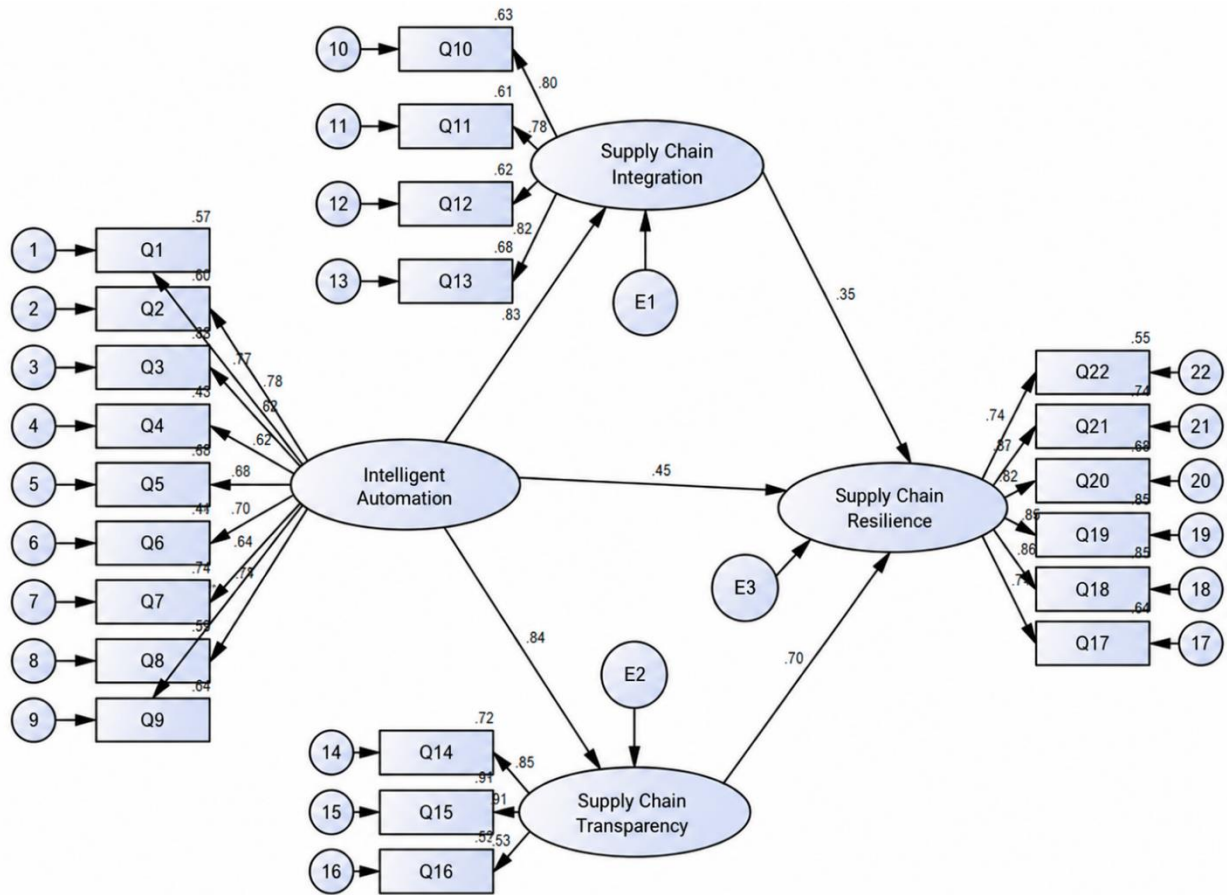 .63
10
Q10
.80
.61
11
Q11
.78
Supply Chain
Integration
.62
12
Q12
.82
.68
13
Q13
E1
.83
.35
.57
1
Q1
.60
2
Q2
3
Q3
.77
.78
.62
.43
4
Q4
.62
.68
5
Q5
.68
.70
6
Q6
.64
.74
7
Q7
8
Q8
.64
9
Q9
Intelligent
Automation
.45
Supply Chain
Resilience
E3
.55
Q22
22
.74
.74
Q21
21
.68
.82
Q20
20
.85
Q19
19
.86
.85
Q18
18
.64
Q17
17
.84
E2
.70
.72
14
Q14
.85
.91
15
Q15
91
Supply Chain
Transparency
.53
16
Q16